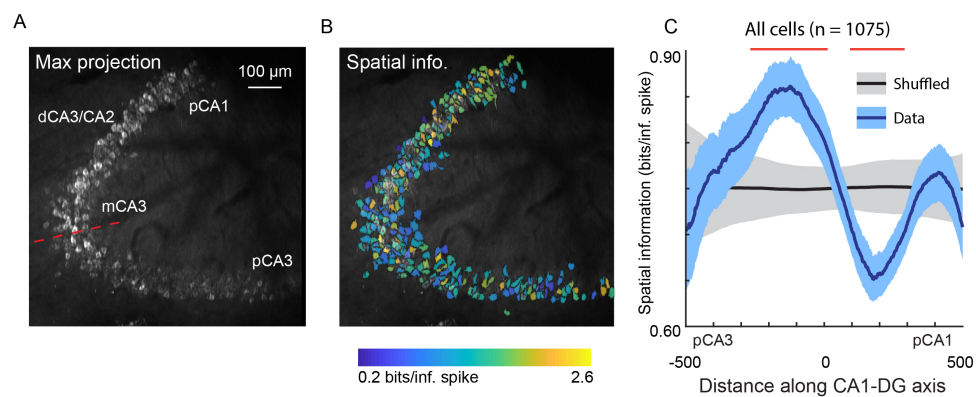 A
Max projection
100 µm
pCA1
dCA3/CA2
mCA3
pCA3
B
Spatial info.
0.2 bits/inf. spike
2.6
C
All cells (n = 1075)
0.90
Shuffled
Data
Spatial information (bits/inf. spike)
0.60
pCA3
pCA1
-500
0
500
Distance along CA1-DG axis